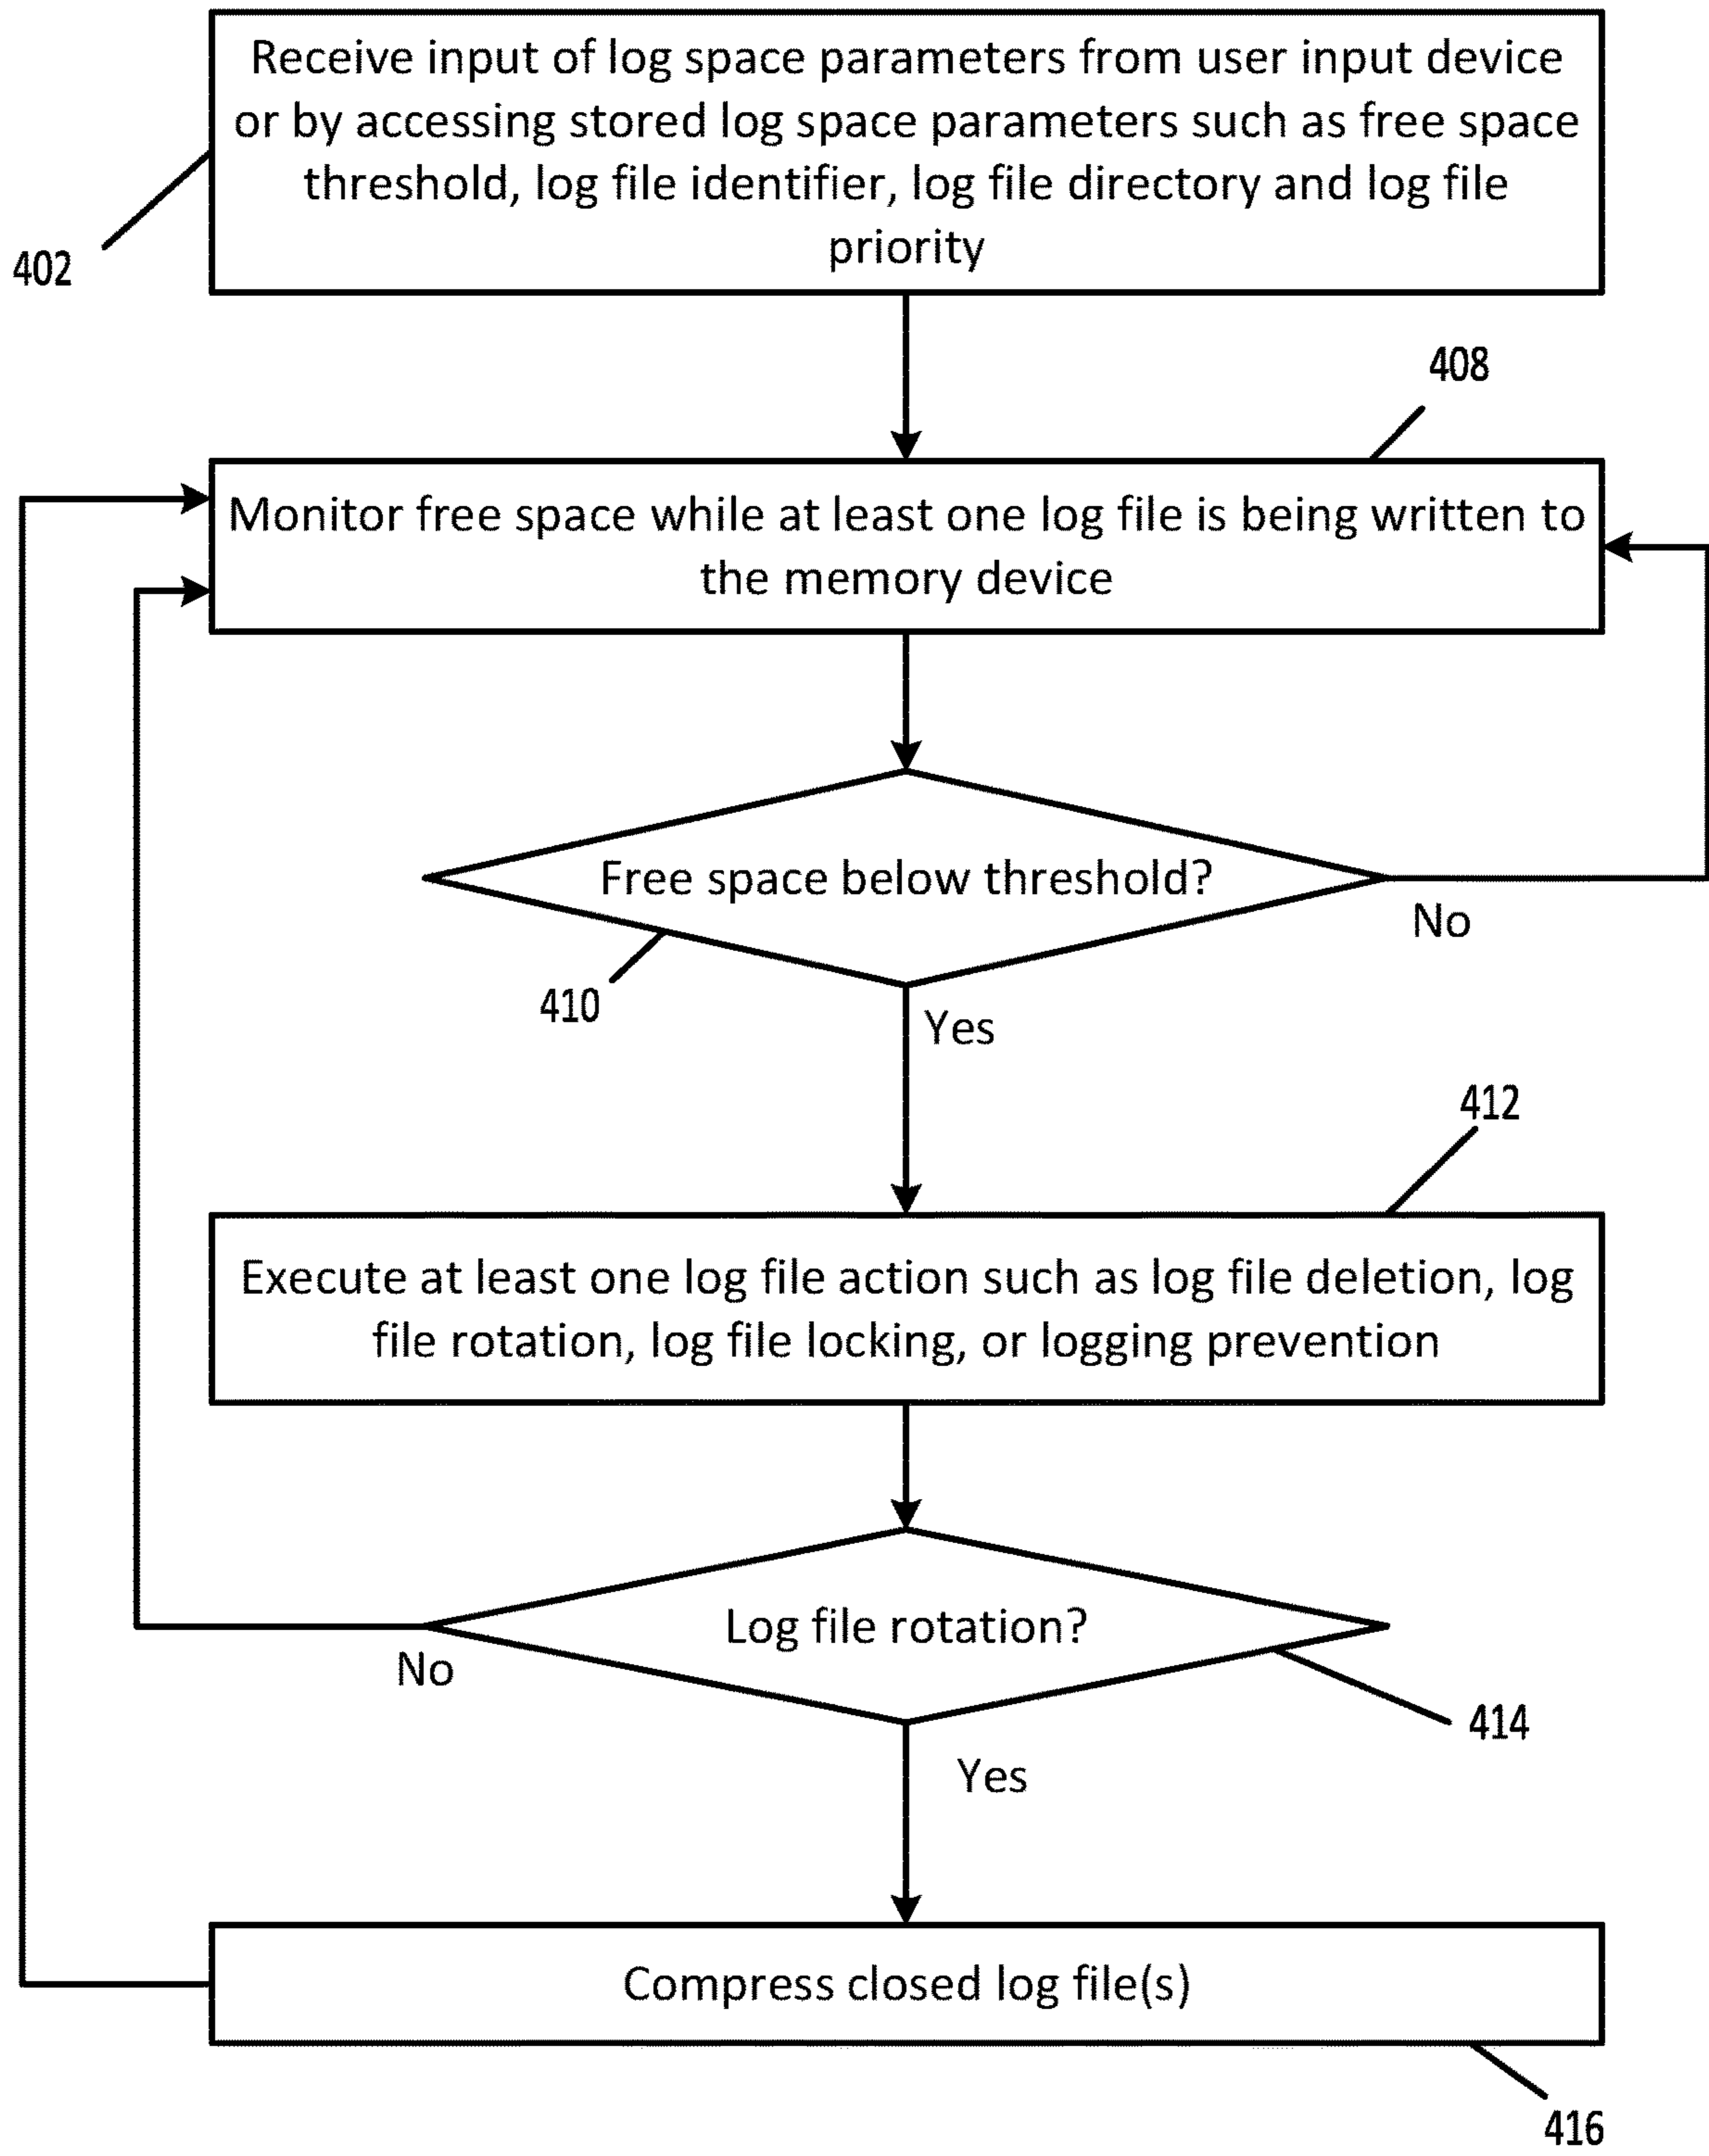 Receive input of log space parameters from user input device
or by accessing stored log space parameters such as free space
threshold, log file identifier, log file directory and log file
priority
402
408
Monitor free space while at least one log file is being written to
the memory device
Free space below threshold?
No
410
Yes
412
Execute at least one log file action such as log file deletion, log
file rotation, log file locking, or logging prevention
Log file rotation?
No
414
Yes
Compress closed log file(s)
416